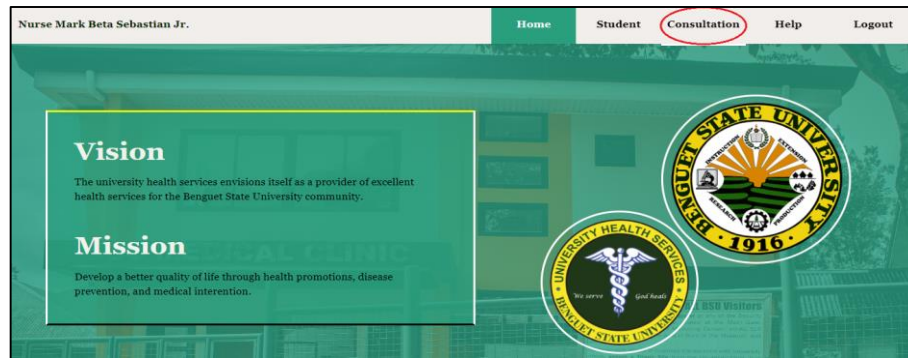 Nurse Mark Beta Sebastian Jr.
Home
Student
Consultation
Help
Logout
Vision
The university health services envisions itself as a provider of excellent
health services for the Benguet State University community.
Mission
Develop a better quality of life through health promotions, disease
prevention, and medical interention.
BENGUET STATE UNIVERSITY
INSTRUCTION
EXTENSION
RESEARCH
PRODUCTION
1916
UNIVERSITY HEALTH SERVICES
We serve
God heals
BENGUET STATE UNIVERSITY
BSU Visitors